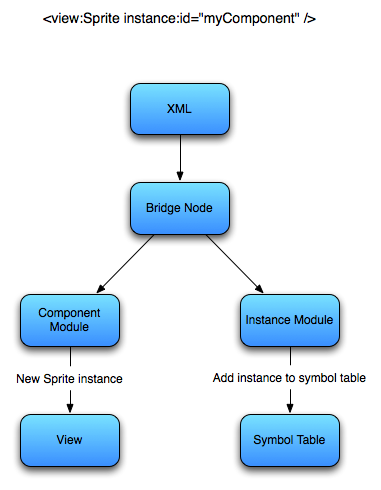 <view:Sprite instance:id="myComponent" />
XML
Bridge Node
Component
Module
Instance Module
New Sprite instance
Add instance to symbol table
View
Symbol Table